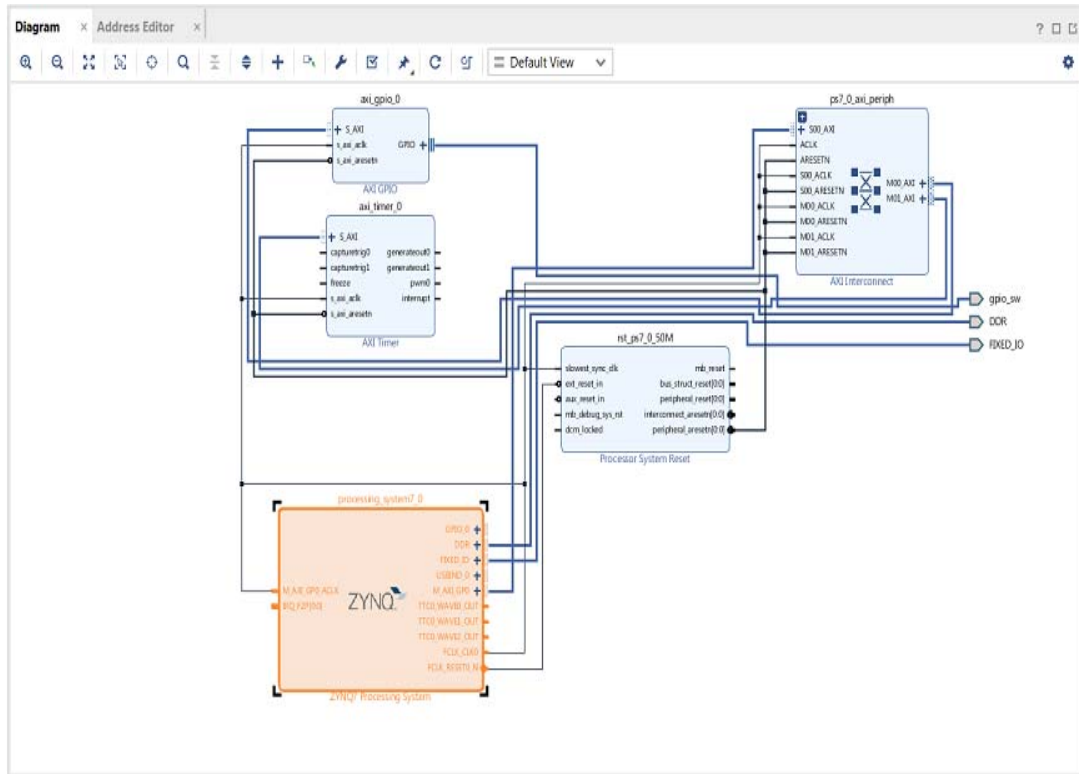 Diagram × Address Editor × ?
Default View
axi_gpio_0
S_AXI
s_axi_aclk GPIO
s_axi_aresetn
AXI GPIO
axi_timer_0
S_AXI
capturetrig0 generateout0
capturetrig1 generateout1
freeze pwm0
s_axi_aclk interrupt
s_axi_aresetn
AXI Timer
ps7_0_axi_periph
S00_AXI
ACLK
ARESETN
S00_ACLK
S00_ARESETN M00_AXI
M00_ACLK M01_AXI
M00_ARESETN
M01_ACLK
M01_ARESETN
AXI Interconnect
gpio_sw
DDR
FIXED_IO
rst_ps7_0_50M
slowest_sync_clk mb_reset
ext_reset_in bus_struct_reset[0:0]
aux_reset_in peripheral_reset[0:0]
mb_debug_sys_rst interconnect_aresetn[0:0]
dcm_locked peripheral_aresetn[0:0]
Processor System Reset
processing_system7_0
GPIO_0
DDR
FIXED_IO
USBIND_0
M_AXI_GP0_ACLK M_AXI_GP0
IRQ_F2P[0:0] ZYNQ TTC0_WAVE0_OUT
TTC0_WAVE1_OUT
TTC0_WAVE2_OUT
FCLK_CLK0
FCLK_RESET0_N
ZYNQ7 Processing System